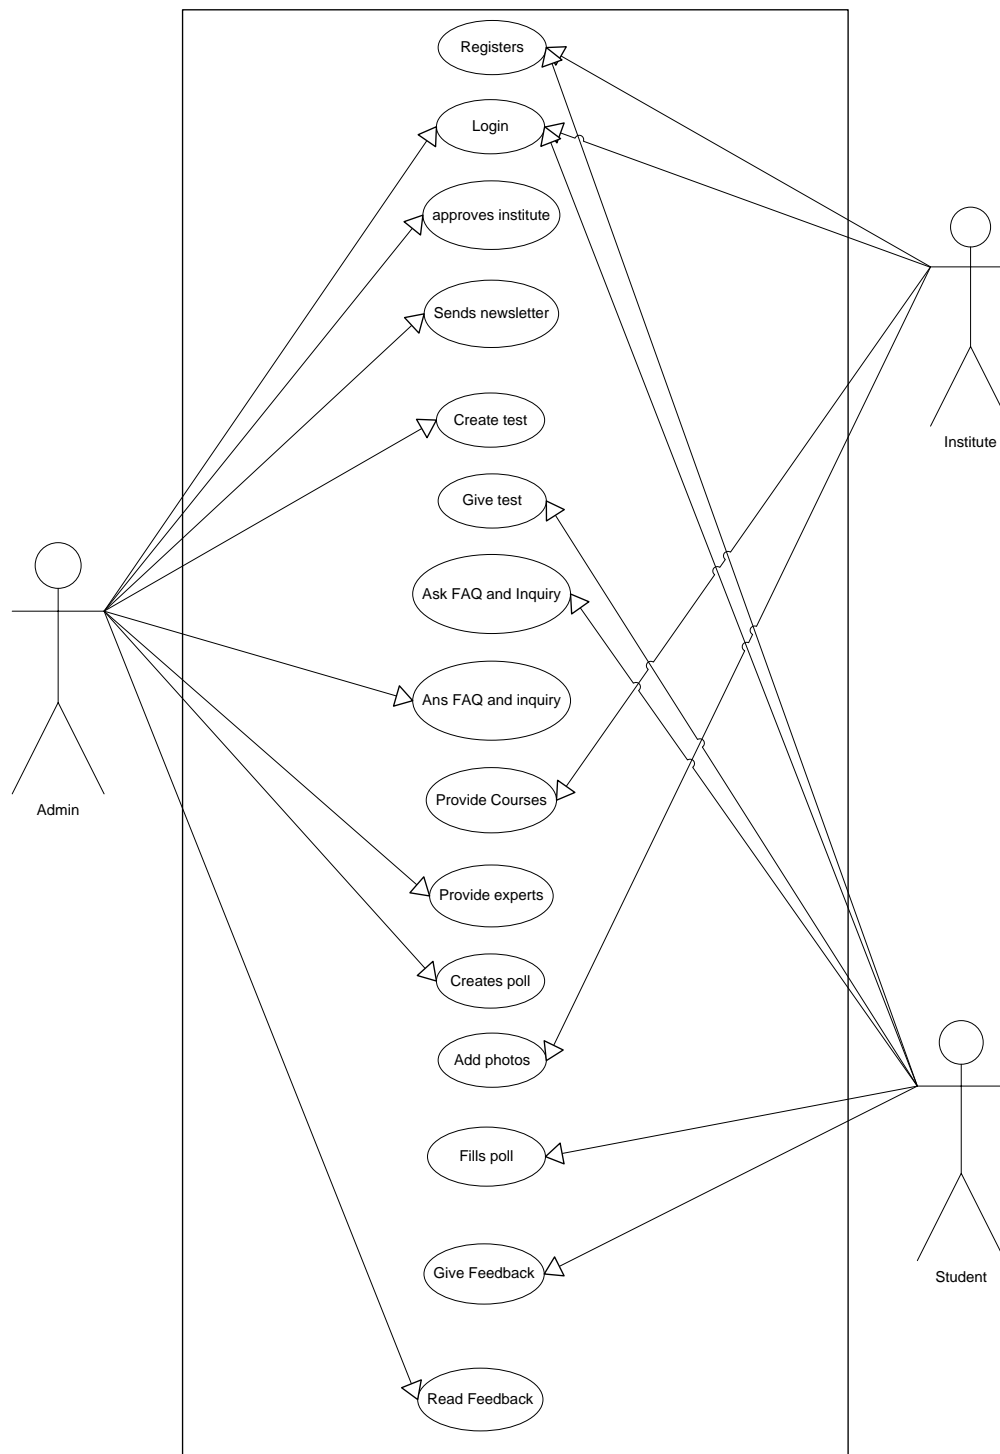 Registers
Login
approves institute
Sends newsletter
Create test
Give test
Ask FAQ and Inquiry
Ans FAQ and inquiry
Provide Courses
Provide experts
Creates poll
Add photos
Fills poll
Give Feedback
Read Feedback
Admin
Institute
Student